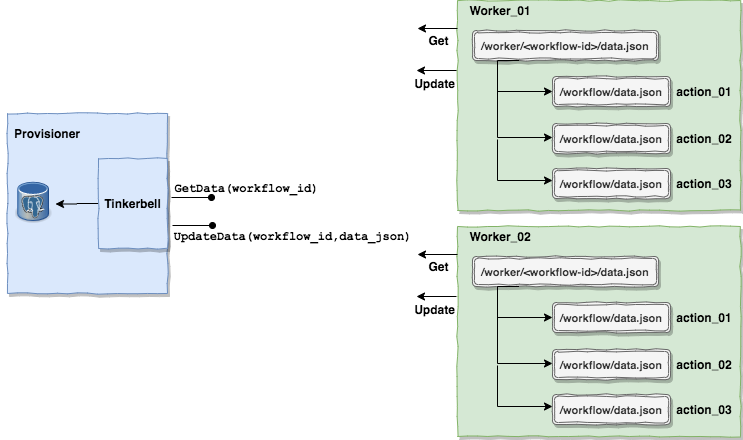 Provisioner
Tinkerbell
GetData(workflow_id)
UpdateData(workflow_id,data_json)
Worker_01
Get
Update
/worker/<workflow-id>/data.json
/workflow/data.json
action_01
/workflow/data.json
action_02
/workflow/data.json
action_03
Worker_02
Get
Update
/worker/<workflow-id>/data.json
/workflow/data.json
action_01
/workflow/data.json
action_02
/workflow/data.json
action_03